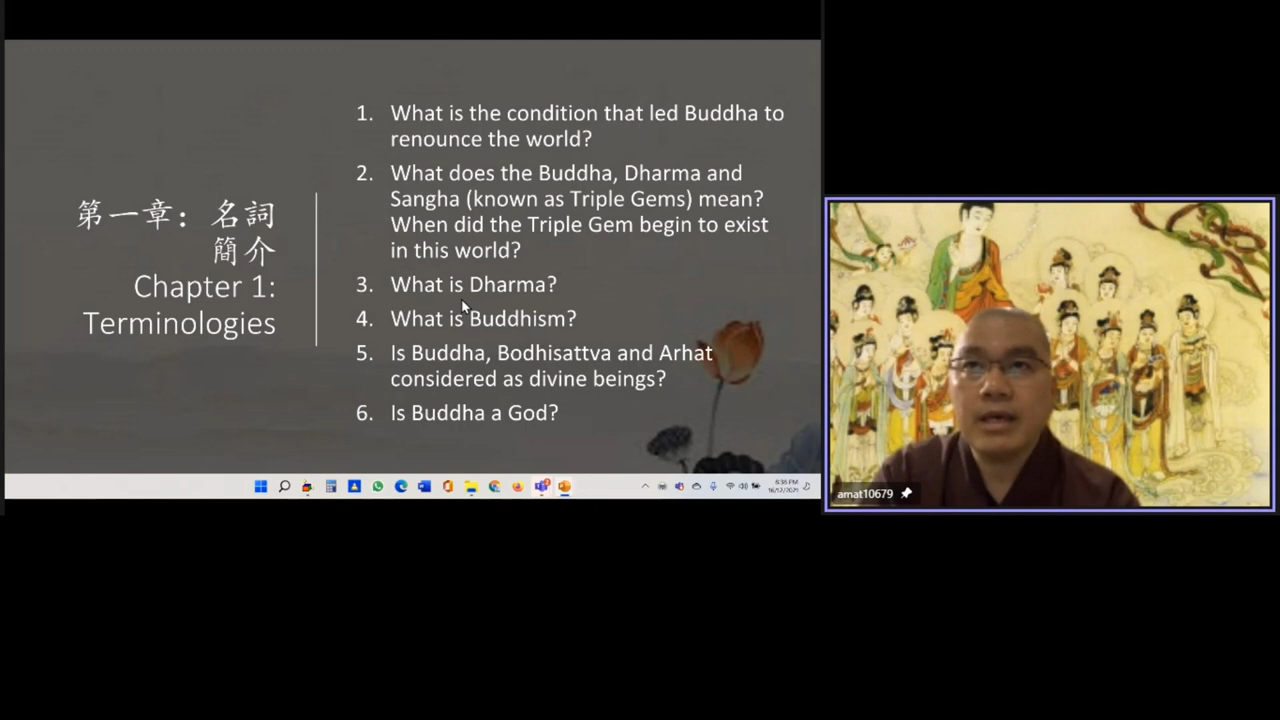 第一章：名詞
簡介
Chapter 1:
Terminologies
1. What is the condition that led Buddha to
renounce the world?
2. What does the Buddha, Dharma and
Sangha (known as Triple Gems) mean?
When did the Triple Gem begin to exist
in this world?
3. What is Dharma?
4. What is Buddhism?
5. Is Buddha, Bodhisattva and Arhat
considered as divine beings?
6. Is Buddha a God?
amat10679